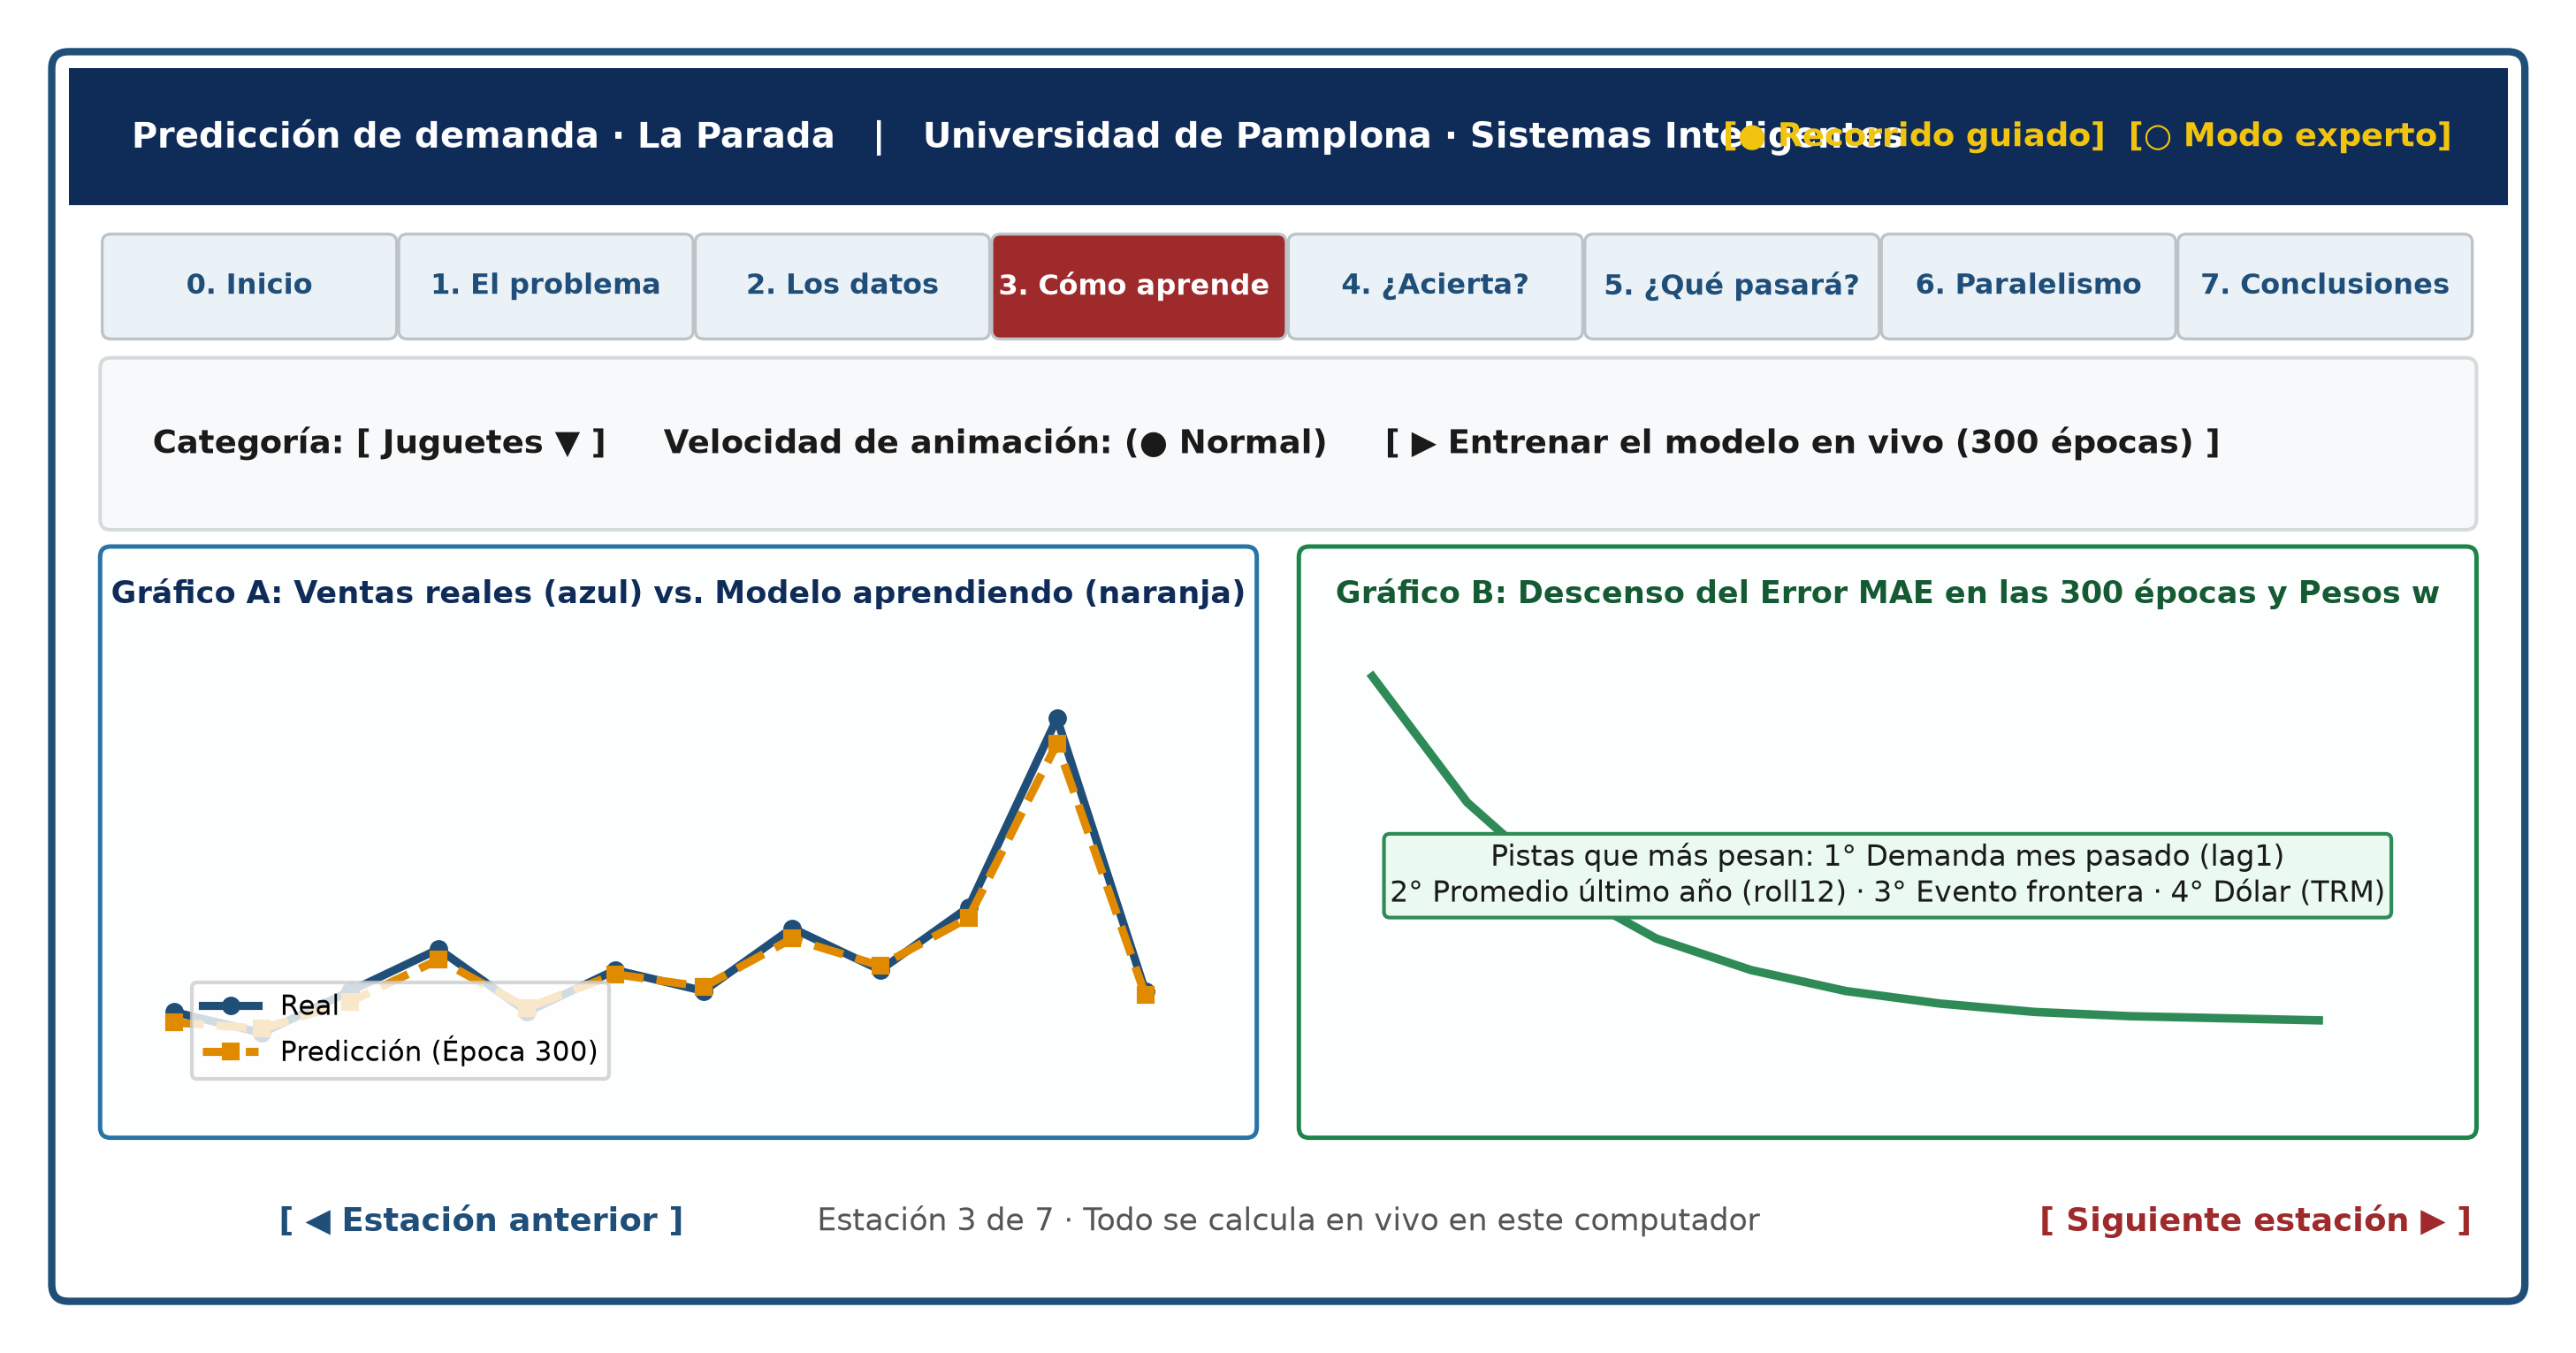 Predicción de demanda · La Parada | Universidad de Pamplona · Sistemas Inteligentes
[● Recorrido guiado] [○ Modo experto]
0. Inicio
1. El problema
2. Los datos
3. Cómo aprende
4. ¿Acierta?
5. ¿Qué pasará?
6. Paralelismo
7. Conclusiones
Categoría: [ Juguetes ▼ ] Velocidad de animación: (● Normal) [ ▶ Entrenar el modelo en vivo (300 épocas) ]
Gráfico A: Ventas reales (azul) vs. Modelo aprendiendo (naranja)
Real
Predicción (Época 300)
Gráfico B: Descenso del Error MAE en las 300 épocas y Pesos w
Pistas que más pesan: 1° Demanda mes pasado (lag1)
2° Promedio último año (roll12) · 3° Evento frontera · 4° Dólar (TRM)
[ ◀ Estación anterior ]
Estación 3 de 7 · Todo se calcula en vivo en este computador
[ Siguiente estación ▶ ]